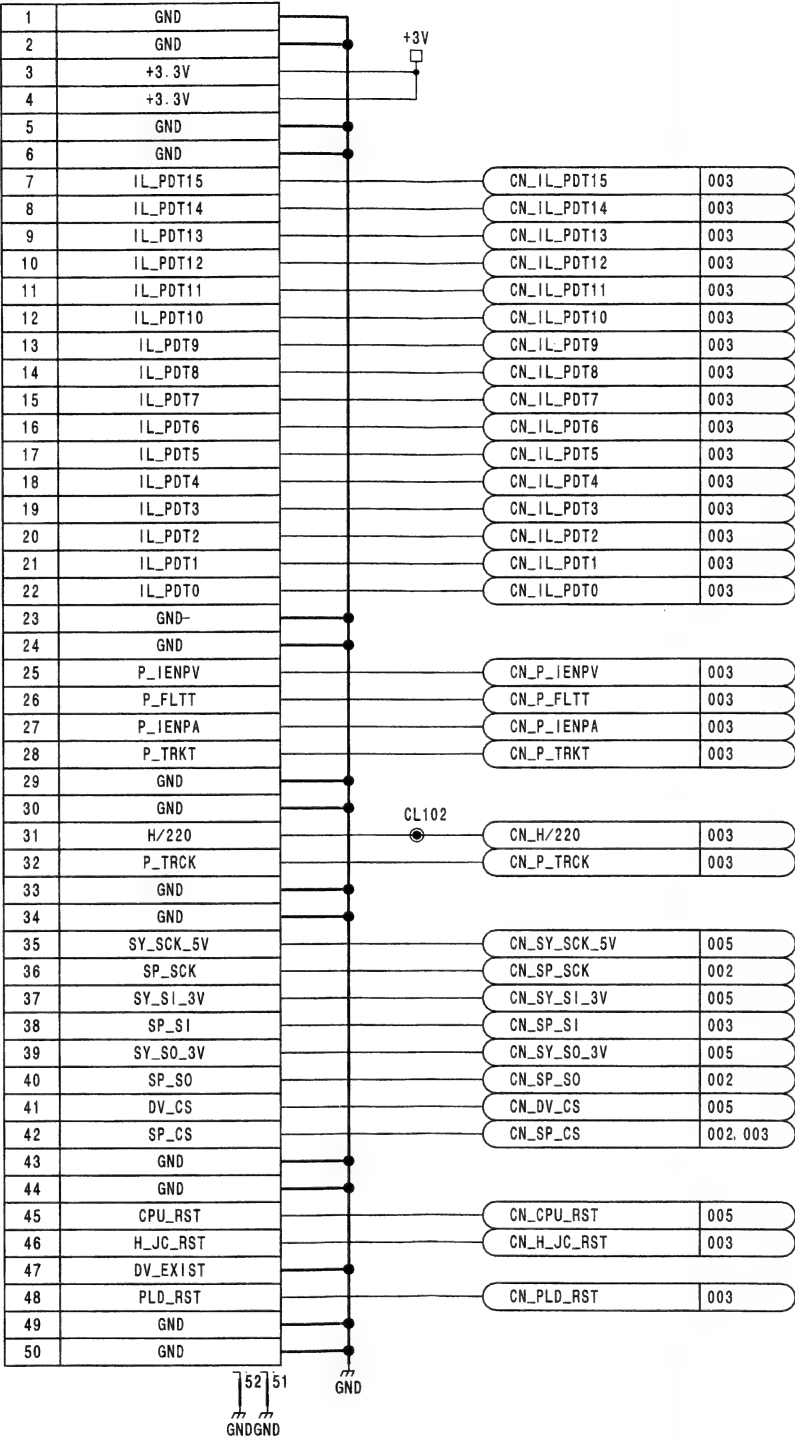 1 GND
2 GND
+3V
3 +3.3V
4 +3.3V
5 GND
6 GND
7 IL_PDT15 CN_IL_PDT15 003
8 IL_PDT14 CN_IL_PDT14 003
9 IL_PDT13 CN_IL_PDT13 003
10 IL_PDT12 CN_IL_PDT12 003
11 IL_PDT11 CN_IL_PDT11 003
12 IL_PDT10 CN_IL_PDT10 003
13 IL_PDT9 CN_IL_PDT9 003
14 IL_PDT8 CN_IL_PDT8 003
15 IL_PDT7 CN_IL_PDT7 003
16 IL_PDT6 CN_IL_PDT6 003
17 IL_PDT5 CN_IL_PDT5 003
18 IL_PDT4 CN_IL_PDT4 003
19 IL_PDT3 CN_IL_PDT3 003
20 IL_PDT2 CN_IL_PDT2 003
21 IL_PDT1 CN_IL_PDT1 003
22 IL_PDT0 CN_IL_PDT0 003
23 GND-
24 GND
25 P_IENPV CN_P_IENPV 003
26 P_FLTT CN_P_FLTT 003
27 P_IENPA CN_P_IENPA 003
28 P_TRKT CN_P_TRKT 003
29 GND
30 GND
CL102
31 H/220 CN_H/220 003
32 P_TRCK CN_P_TRCK 003
33 GND
34 GND
35 SY_SCK_5V CN_SY_SCK_5V 005
36 SP_SCK CN_SP_SCK 002
37 SY_SI_3V CN_SY_SI_3V 005
38 SP_SI CN_SP_SI 003
39 SY_SO_3V CN_SY_SO_3V 005
40 SP_SO CN_SP_SO 002
41 DV_CS CN_DV_CS 005
42 SP_CS CN_SP_CS 002, 003
43 GND
44 GND
45 CPU_RST CN_CPU_RST 005
46 H_JC_RST CN_H_JC_RST 003
47 DV_EXIST
48 PLD_RST CN_PLD_RST 003
49 GND
50 GND
52 51 GND
GND GND